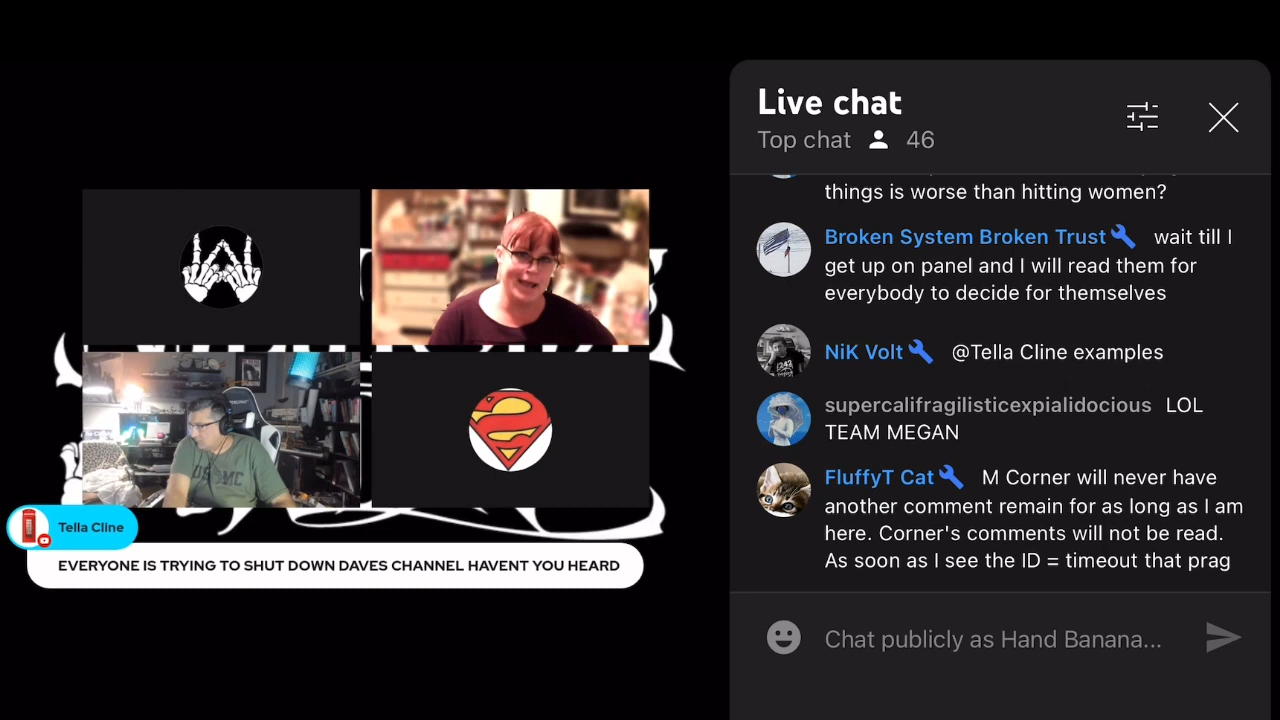 Live chat
Top chat 46
things is worse than hitting women?
Broken System Broken Trust wait till I
get up on panel and I will read them for
everybody to decide for themselves
NiK Volt @Tella Cline examples
supercalifragilisticexpialidocious LOL
TEAM MEGAN
FluffyT Cat M Corner will never have
another comment remain for as long as I am
here. Corner's comments will not be read.
As soon as I see the ID = timeout that prag
Chat publicly as Hand Banana...
USMC
Tella Cline
EVERYONE IS TRYING TO SHUT DOWN DAVES CHANNEL HAVENT YOU HEARD